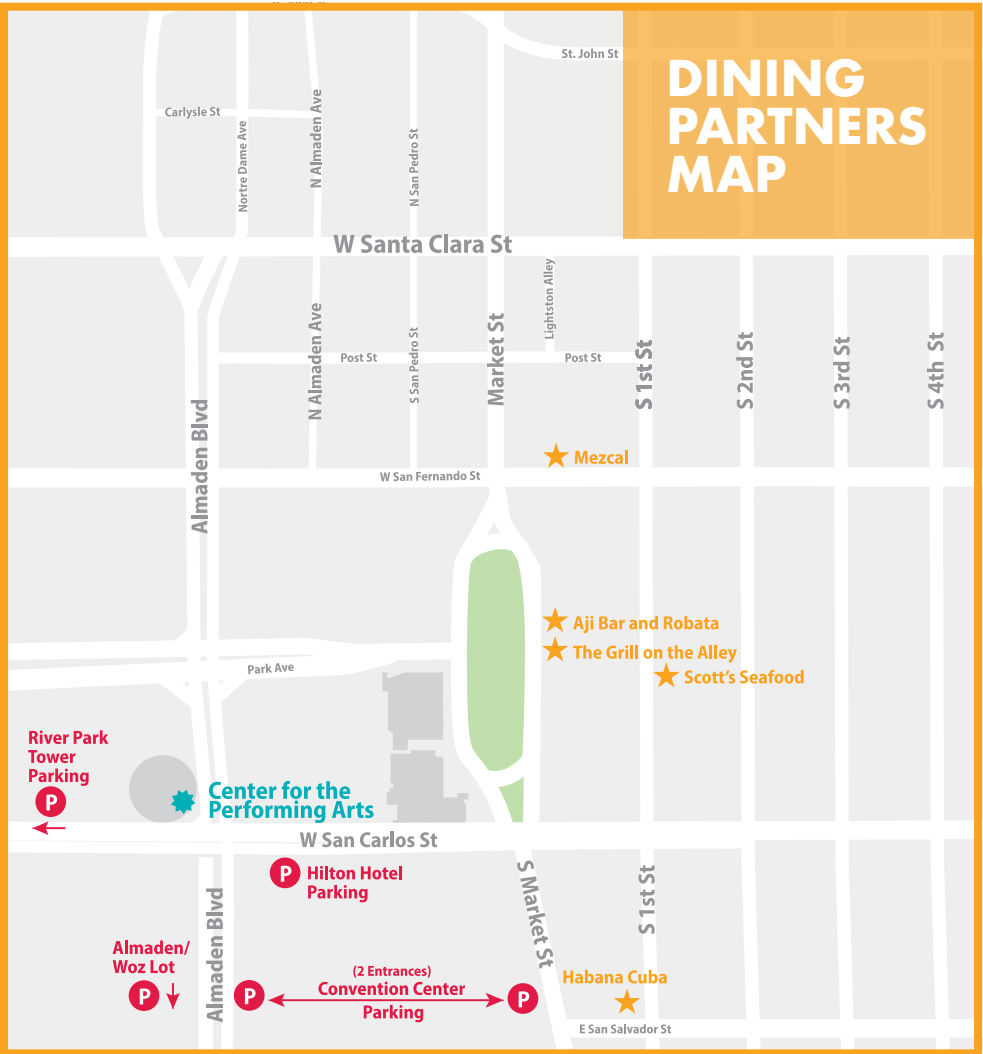 St. John St
DINING
PARTNERS
MAP
Carlysle St
Nortre Dame Ave
N Almaden Ave
N San Pedro St
W Santa Clara St
Lightston Alley
N Almaden Ave
S San Pedro St
Market St
Post St
Post St
S 1st St
S 2nd St
S 3rd St
S 4th St
Almaden Blvd
Mezcal
W San Fernando St
Aji Bar and Robata
The Grill on the Alley
Scott's Seafood
Park Ave
River Park
Tower
Parking
P
Center for the
Performing Arts
W San Carlos St
P
Hilton Hotel
Parking
S Market St
S 1st St
Almaden Blvd
Almaden/
Woz Lot
P
P
(2 Entrances)
Convention Center
Parking
P
Habana Cuba
E San Salvador St